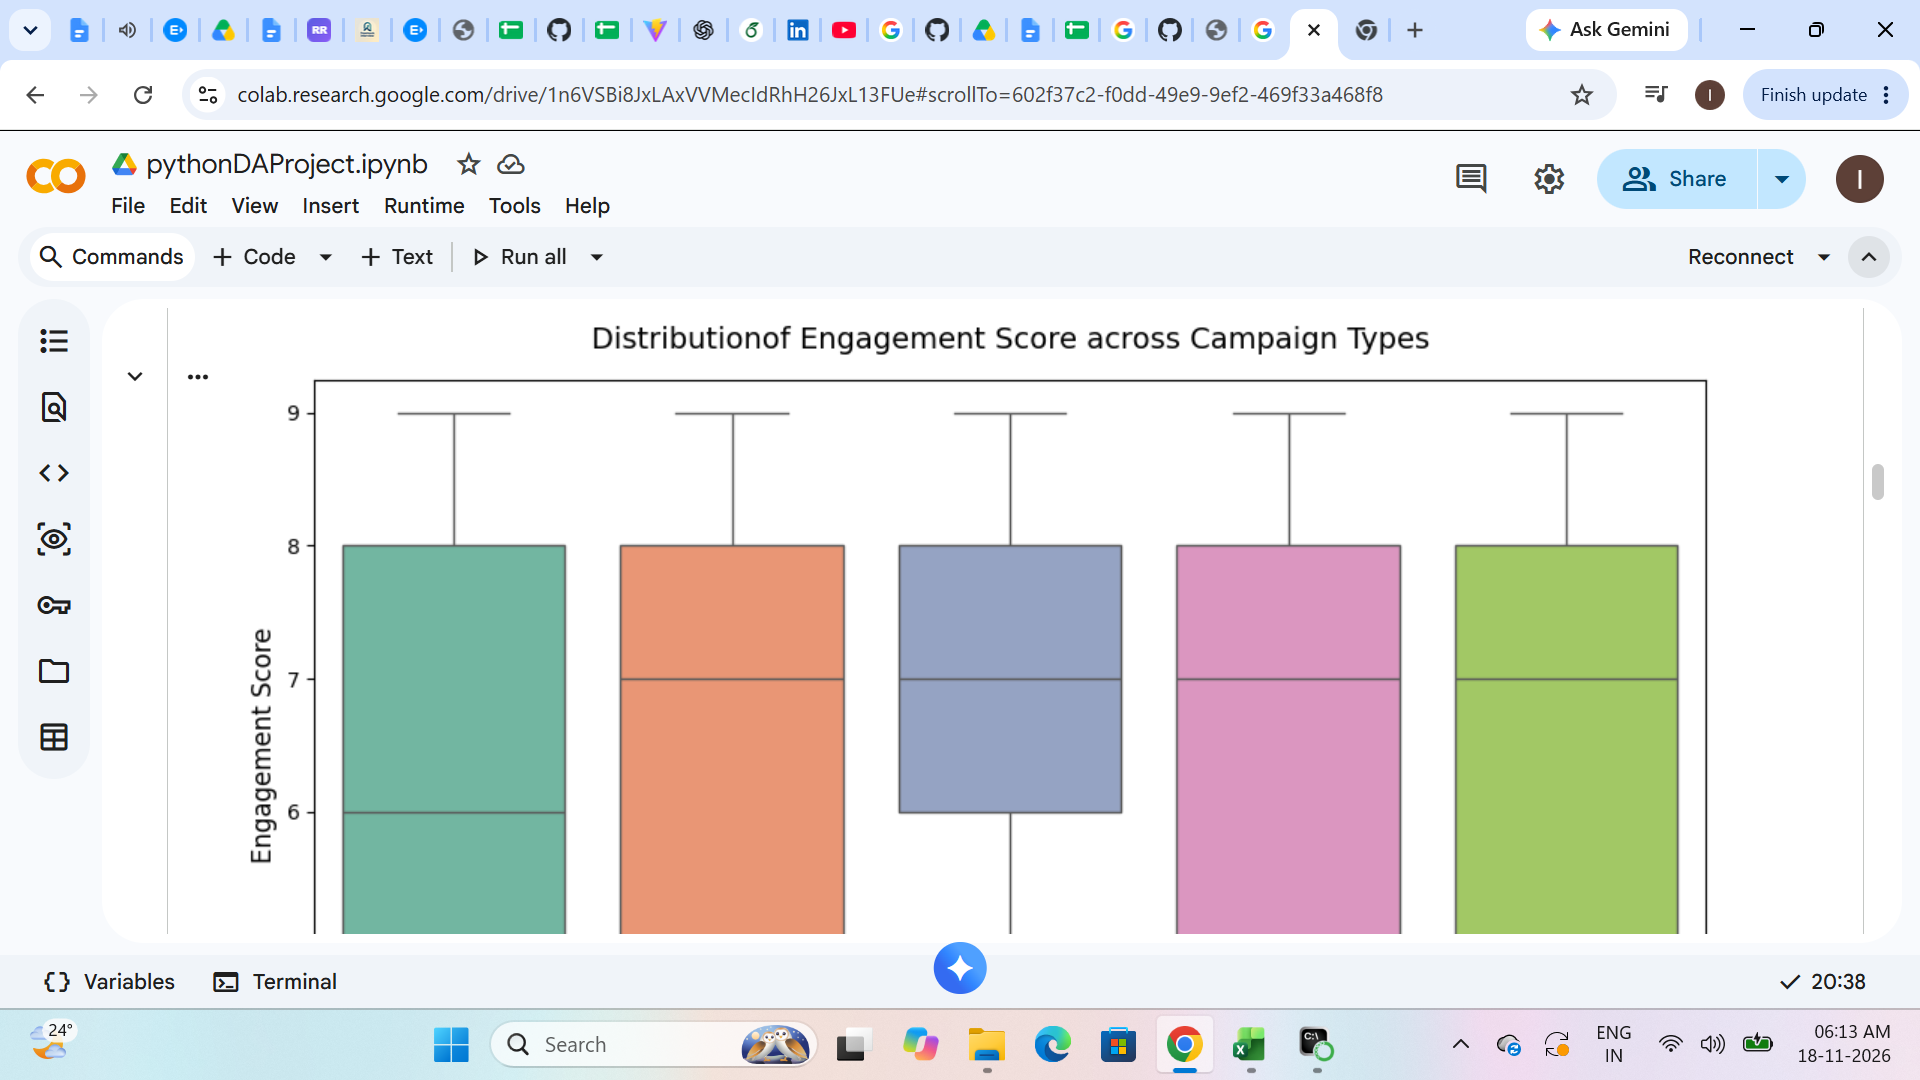 Ask Gemini
colab.research.google.com/drive/1n6VSBi8JxLAxVVMecIdRhH26JxL13FUe#scrollTo=602f37c2-f0dd-49e9-9ef2-469f33a468f8
I
Finish update
pythonDAProject.ipynb
File Edit View Insert Runtime Tools Help
Share
I
Commands + Code + Text Run all
Reconnect
Distributionof Engagement Score across Campaign Types
9
8
7
6
Engagement Score
Variables
Terminal
20:38
24°
Search
ENG
IN
06:13 AM
18-11-2026